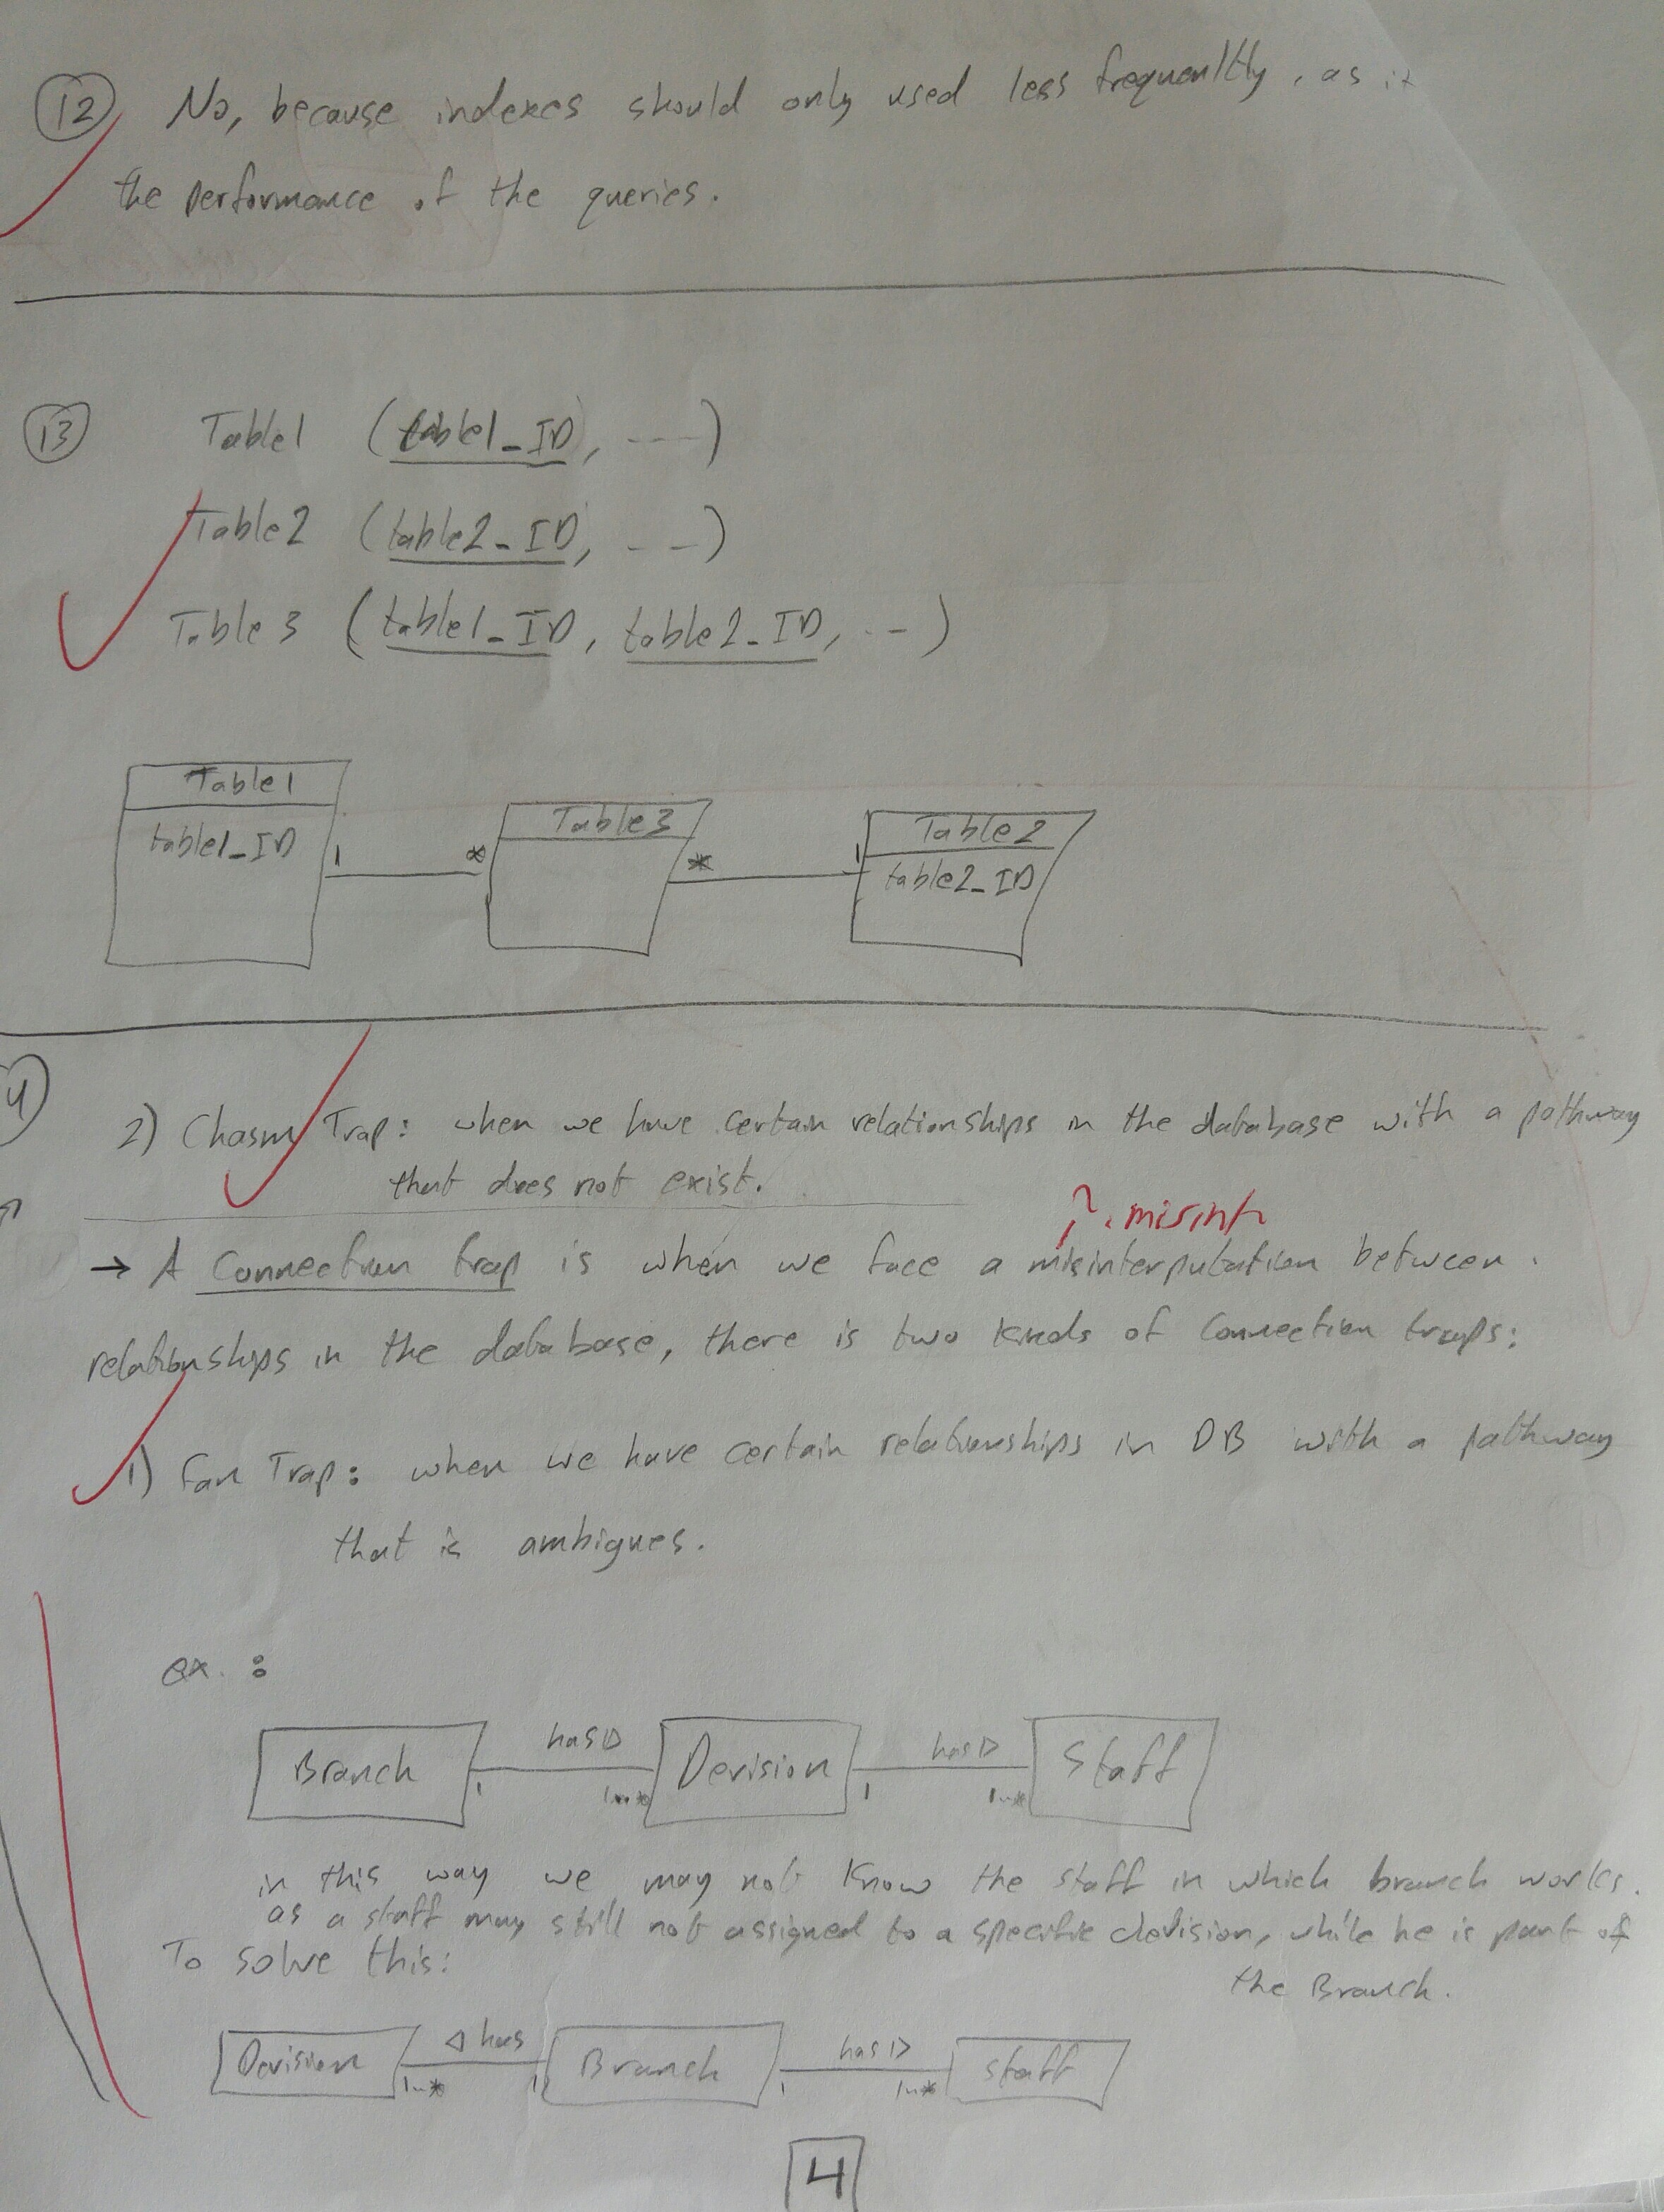 12 No, because indexes should only used less frequently, as it
the performance of the queries.
13 Table1 (table1_ID, ----)
Table2 (table2_ID, - --)
Table3 (table1_ID, table2_ID, -- -)
Table1 Table3 Table2
table1_ID 1 * * 1 table2_ID
4
2) Chasm Trap: when we have certain relationships in the database with a pathway
that does not exist.
?. misint
→ A Connection trap is when we face a misinterputation between
relationships in the database, there is two kinds of Connection traps:
1) Fan Trap: when we have certain relationships in DB with a pathway
that is ambigues.
ex. :
Branch has ▷ Devision has ▷ Staff
1 1..* 1 1..*
in this way we may not know the staff in which branch works.
as a staff may still not assigned to a specific devision, while he is part of
the Branch.
To solve this:
Devision ◁ has Branch has ▷ staff
1..* 1 1 1..*
4